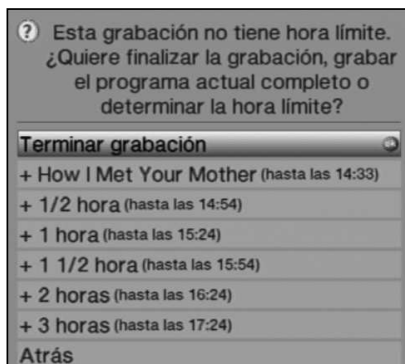 Esta grabación no tiene hora límite.
¿Quiere finalizar la grabación, grabar
el programa actual completo o
determinar la hora límite?
Terminar grabación
+ How I Met Your Mother (hasta las 14:33)
+ 1/2 hora (hasta las 14:54)
+ 1 hora (hasta las 15:24)
+ 1 1/2 hora (hasta las 15:54)
+ 2 horas (hasta las 16:24)
+ 3 horas (hasta las 17:24)
Atrás